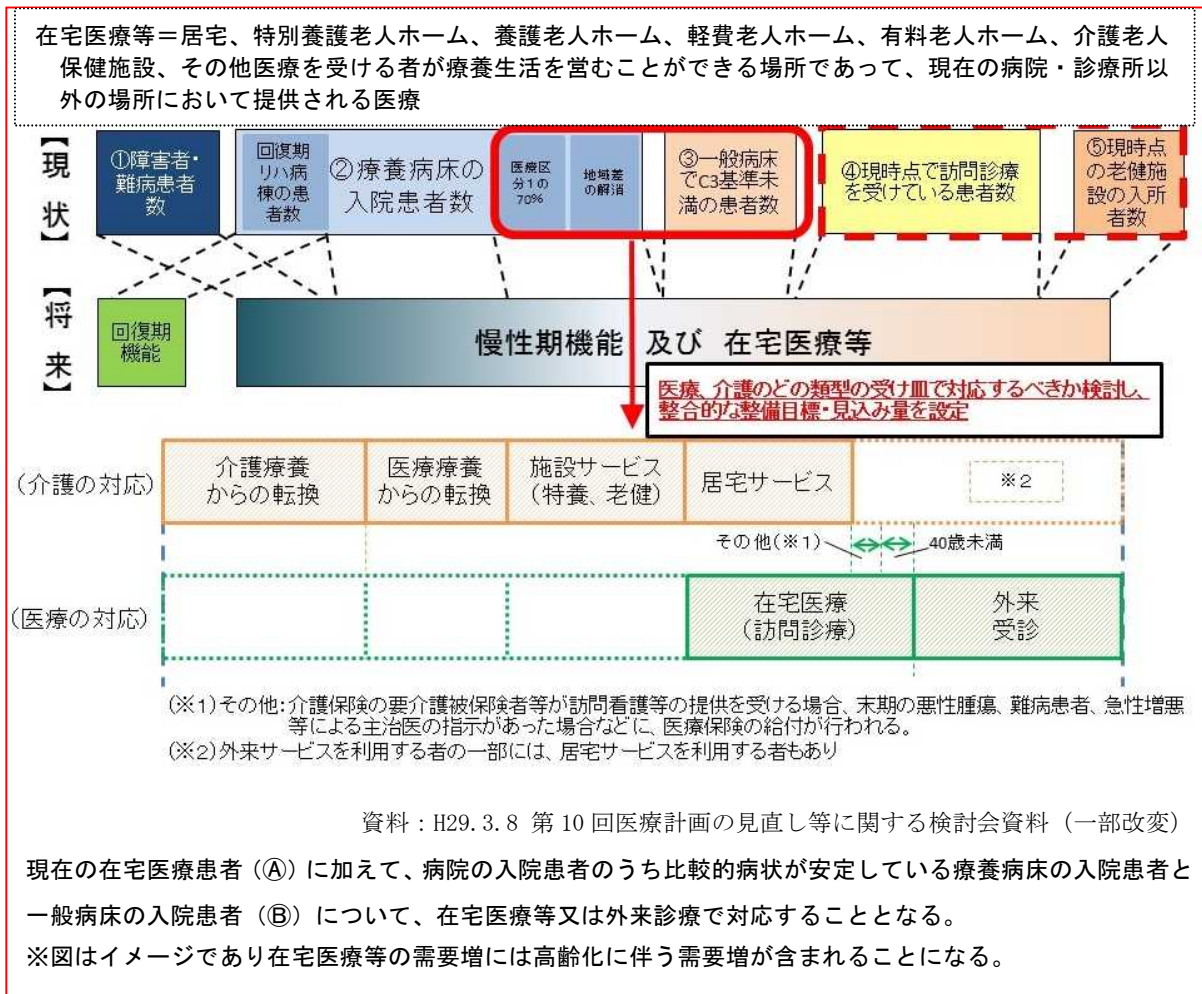 在宅医療等＝居宅、特別養護老人ホーム、養護老人ホーム、軽費老人ホーム、有料老人ホーム、介護老人
保健施設、その他医療を受ける者が療養生活を営むことができる場所であって、現在の病院・診療所以
外の場所において提供される医療
【現状】
①障害者・
難病患者
数
回復期
リハ病
棟の患
者数
②療養病床の
入院患者数
医療区
分1の
70%
地域差
の解消
③一般病床
でC3基準未
満の患者数
④現時点で訪問診療
を受けている患者数
⑤現時点
の老健施
設の入所
者数
【将来】
回復期
機能
慢性期機能 及び 在宅医療等
医療、介護のどの類型の受け皿で対応するべきか検討し、
整合的な整備目標・見込み量を設定
(介護の対応)
介護療養
からの転換
医療療養
からの転換
施設サービス
(特養、老健)
居宅サービス
※2
その他(※1)
40歳未満
(医療の対応)
在宅医療
(訪問診療)
外来
受診
(※1)その他:介護保険の要介護被保険者等が訪問看護等の提供を受ける場合、末期の悪性腫瘍、難病患者、急性増悪
等による主治医の指示があった場合などに、医療保険の給付が行われる。
(※2)外来サービスを利用する者の一部には、居宅サービスを利用する者もあり
資料：H29.3.8 第10回医療計画の見直し等に関する検討会資料（一部改変）
現在の在宅医療患者（Ⓐ）に加えて、病院の入院患者のうち比較的病状が安定している療養病床の入院患者と
一般病床の入院患者（Ⓑ）について、在宅医療等又は外来診療で対応することとなる。
※図はイメージであり在宅医療等の需要増には高齢化に伴う需要増が含まれることになる。